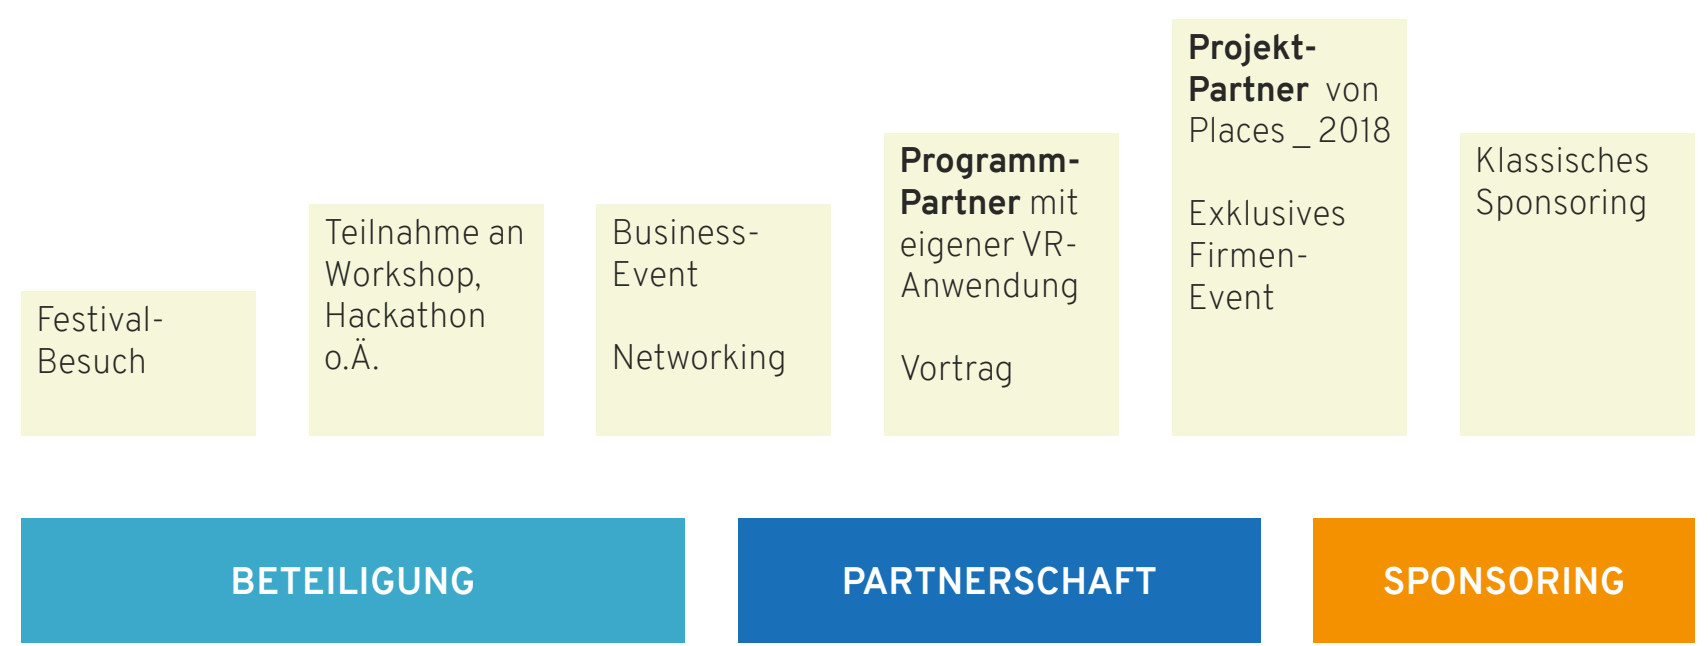 Festival-
Besuch
Teilnahme an
Workshop,
Hackathon
o.Ä.
Business-
Event
Networking
Programm-
Partner mit
eigener VR-
Anwendung
Vortrag
Projekt-
Partner von
Places _ 2018
Exklusives
Firmen-
Event
Klassisches
Sponsoring
BETEILIGUNG
PARTNERSCHAFT
SPONSORING